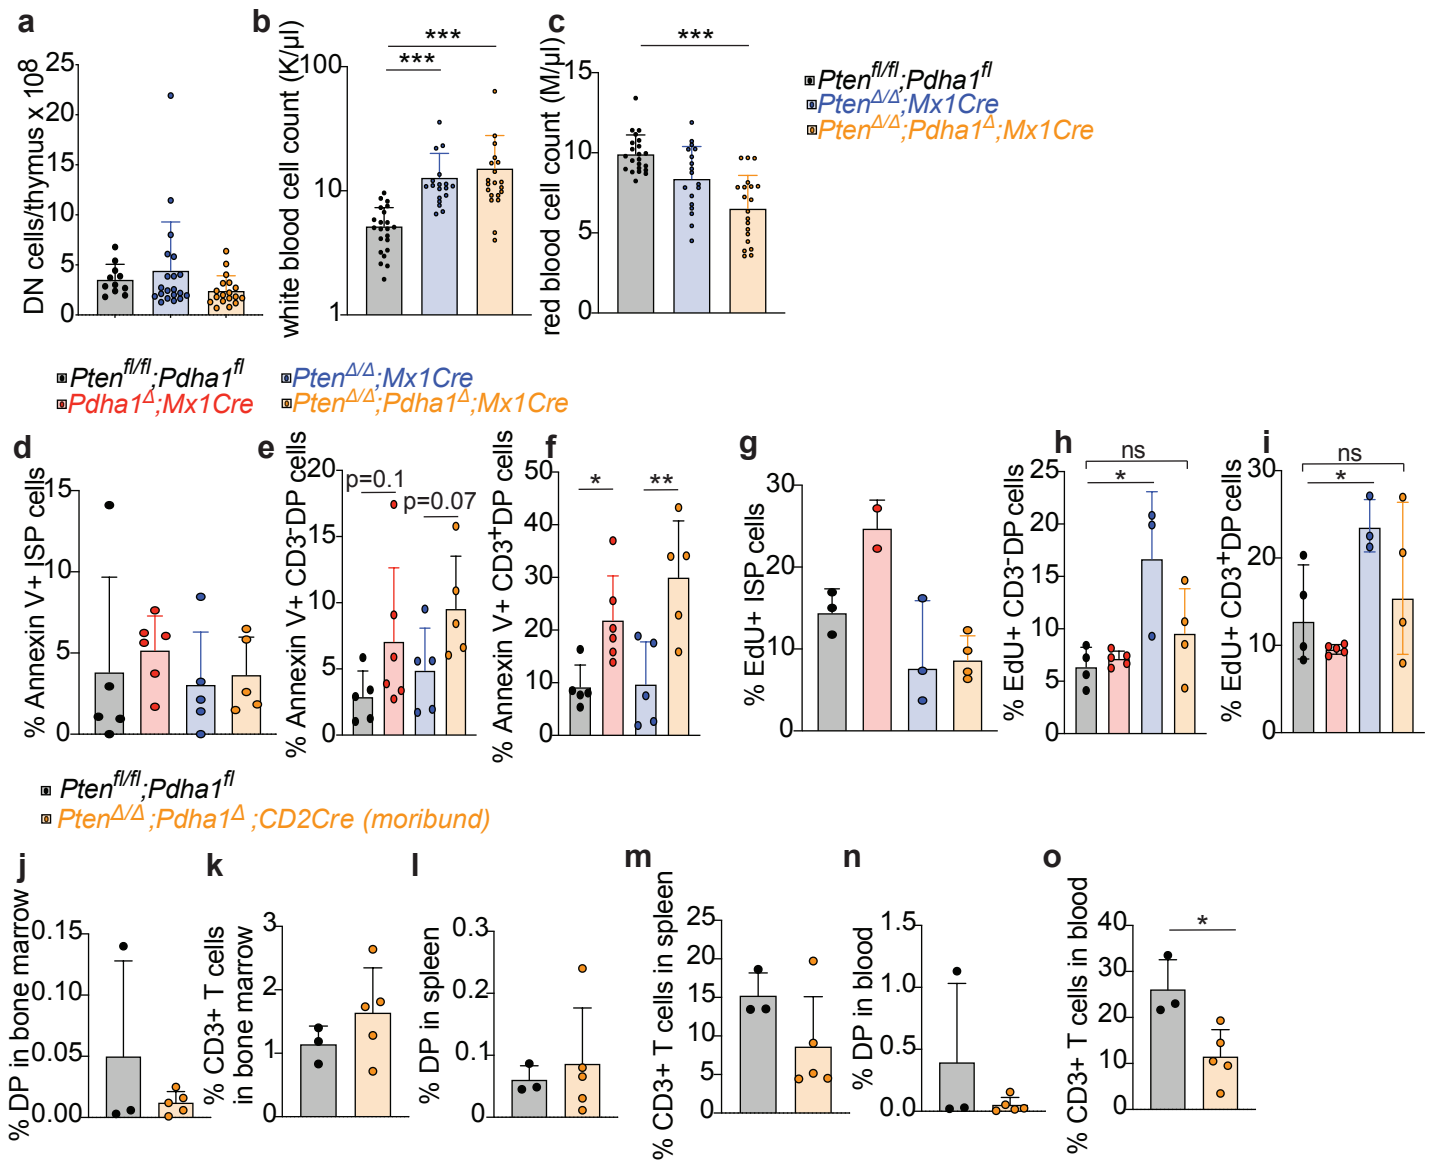 a
DN cells/thymus x 10⁸
25
20
15
10
5
0
b
white blood cell count (K/µl)
100
10
1
***
***
c
red blood cell count (M/µl)
15
10
5
0
***
Pten^fl/fl;Pdha1^fl
Pten^Δ/Δ;Mx1Cre
Pten^Δ/Δ;Pdha1^Δ;Mx1Cre
Pten^fl/fl;Pdha1^fl
Pdha1^Δ;Mx1Cre
Pten^Δ/Δ;Mx1Cre
Pten^Δ/Δ;Pdha1^Δ;Mx1Cre
d
% Annexin V+ ISP cells
15
10
5
0
e
% Annexin V+ CD3⁻DP cells
20
15
10
5
0
p=0.1
p=0.07
f
% Annexin V+ CD3⁺DP cells
50
40
30
20
10
0
*
**
g
% EdU+ ISP cells
30
20
10
0
h
% EdU+ CD3⁻DP cells
25
20
15
10
5
0
ns
*
i
% EdU+ CD3⁺DP cells
30
20
10
0
ns
*
Pten^fl/fl;Pdha1^fl
Pten^Δ/Δ;Pdha1^Δ;CD2Cre (moribund)
j
% DP in bone marrow
0.15
0.10
0.05
0.00
k
% CD3+ T cells
in bone marrow
3
2
1
0
l
% DP in spleen
0.3
0.2
0.1
0
m
% CD3+ T cells in spleen
25
20
15
10
5
0
n
% DP in blood
1.5
1.0
0.5
0.0
o
% CD3+ T cells in blood
40
30
20
10
0
*